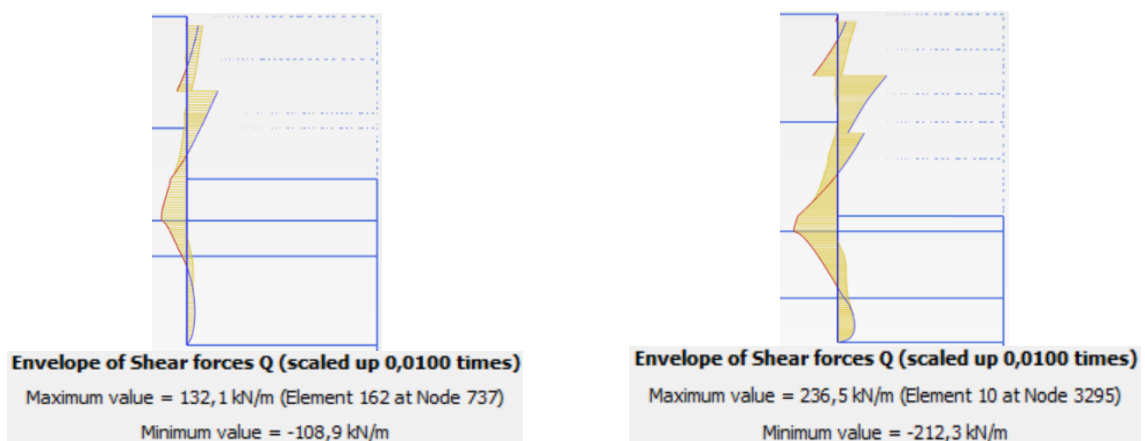 Envelope of Shear forces Q (scaled up 0,0100 times)
Maximum value = 132,1 kN/m (Element 162 at Node 737)
Minimum value = -108,9 kN/m
Envelope of Shear forces Q (scaled up 0,0100 times)
Maximum value = 236,5 kN/m (Element 10 at Node 3295)
Minimum value = -212,3 kN/m